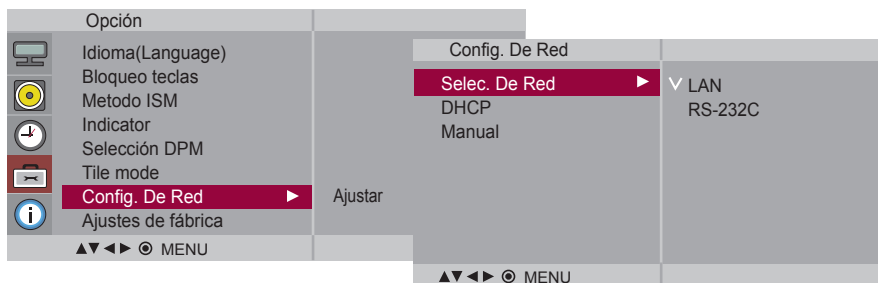 Opción
Idioma(Language)
Bloqueo teclas
Metodo ISM
Indicator
Selección DPM
Tile mode
Config. De Red ► Ajustar
Ajustes de fábrica
▲▼◄► ◉ MENU
Config. De Red
Selec. De Red ► ✓ LAN
DHCP RS-232C
Manual
▲▼◄► ◉ MENU